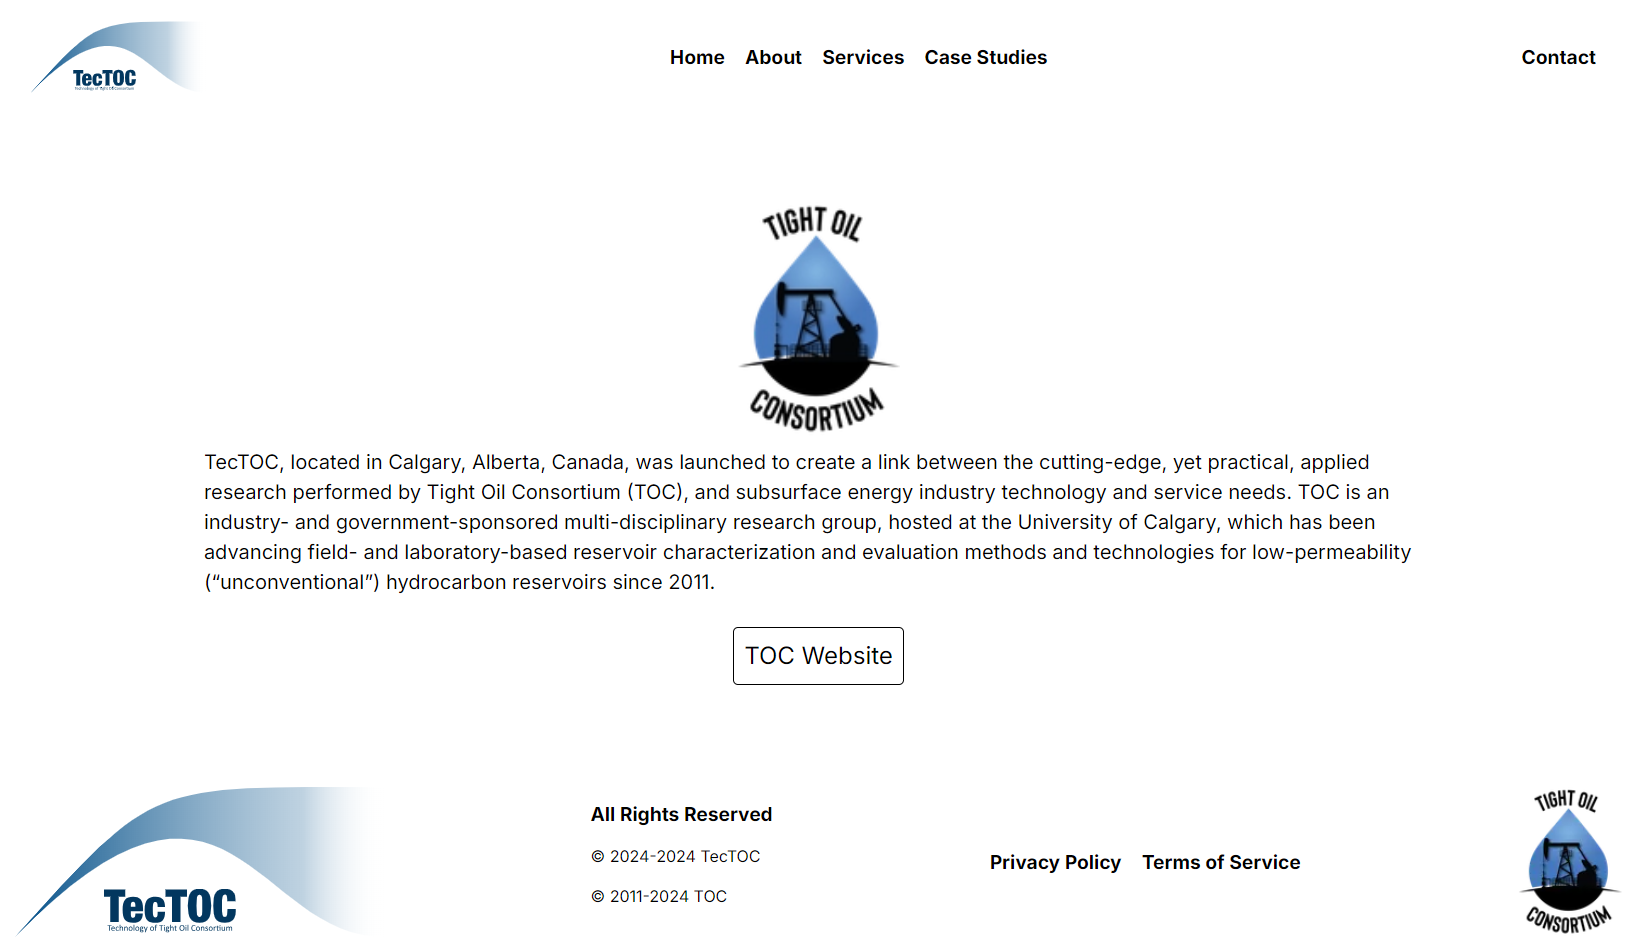 TecTOC
Technology of Tight Oil Consortium
Home About Services Case Studies
Contact
TIGHT OIL
CONSORTIUM
TecTOC, located in Calgary, Alberta, Canada, was launched to create a link between the cutting-edge, yet practical, applied
research performed by Tight Oil Consortium (TOC), and subsurface energy industry technology and service needs. TOC is an
industry- and government-sponsored multi-disciplinary research group, hosted at the University of Calgary, which has been
advancing field- and laboratory-based reservoir characterization and evaluation methods and technologies for low-permeability
(“unconventional”) hydrocarbon reservoirs since 2011.
TOC Website
TecTOC
Technology of Tight Oil Consortium
All Rights Reserved
© 2024-2024 TecTOC
© 2011-2024 TOC
Privacy Policy Terms of Service
TIGHT OIL
CONSORTIUM